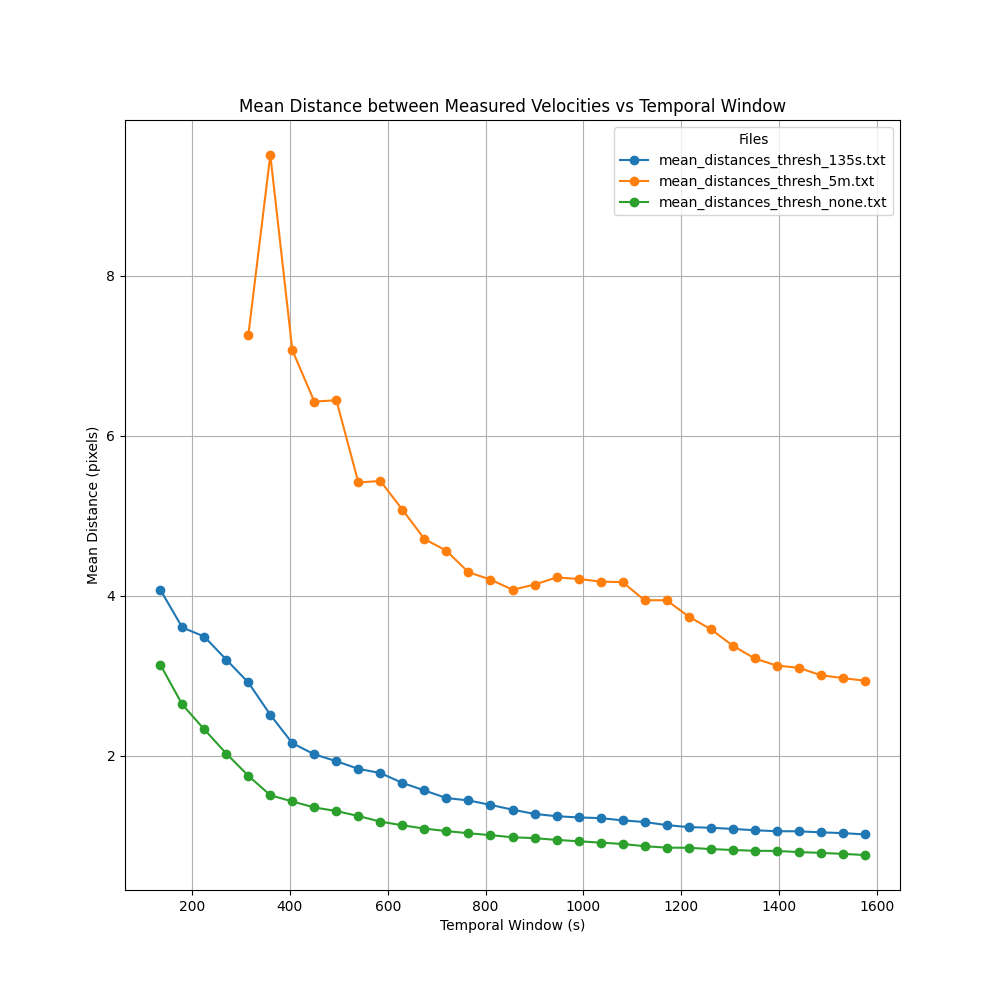 Mean Distance between Measured Velocities vs Temporal Window
Files
mean_distances_thresh_135s.txt
mean_distances_thresh_5m.txt
mean_distances_thresh_none.txt
Mean Distance (pixels)
8
6
4
2
200 400 600 800 1000 1200 1400 1600
Temporal Window (s)